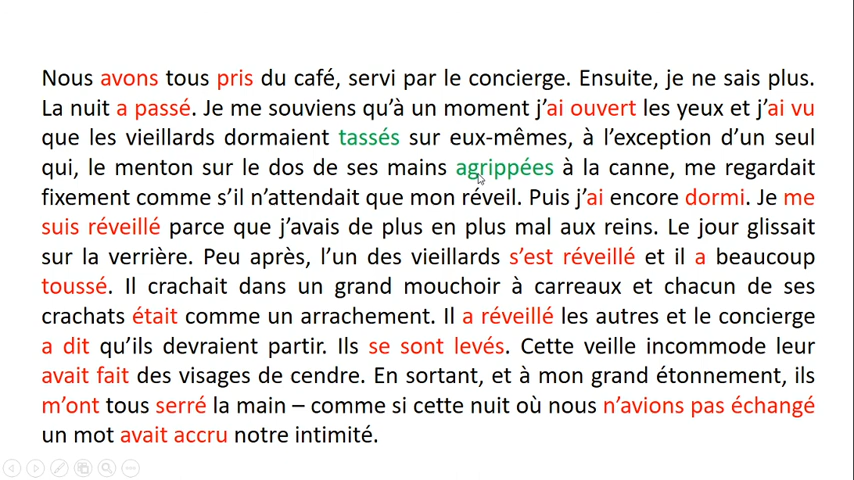 Nous avons tous pris du café, servi par le concierge. Ensuite, je ne sais plus.
La nuit a passé. Je me souviens qu’à un moment j’ai ouvert les yeux et j’ai vu
que les vieillards dormaient tassés sur eux-mêmes, à l’exception d’un seul
qui, le menton sur le dos de ses mains agrippées à la canne, me regardait
fixement comme s’il n’attendait que mon réveil. Puis j’ai encore dormi. Je me
suis réveillé parce que j’avais de plus en plus mal aux reins. Le jour glissait
sur la verrière. Peu après, l’un des vieillards s’est réveillé et il a beaucoup
toussé. Il crachait dans un grand mouchoir à carreaux et chacun de ses
crachats était comme un arrachement. Il a réveillé les autres et le concierge
a dit qu’ils devraient partir. Ils se sont levés. Cette veille incommode leur
avait fait des visages de cendre. En sortant, et à mon grand étonnement, ils
m’ont tous serré la main – comme si cette nuit où nous n’avions pas échangé
un mot avait accru notre intimité.